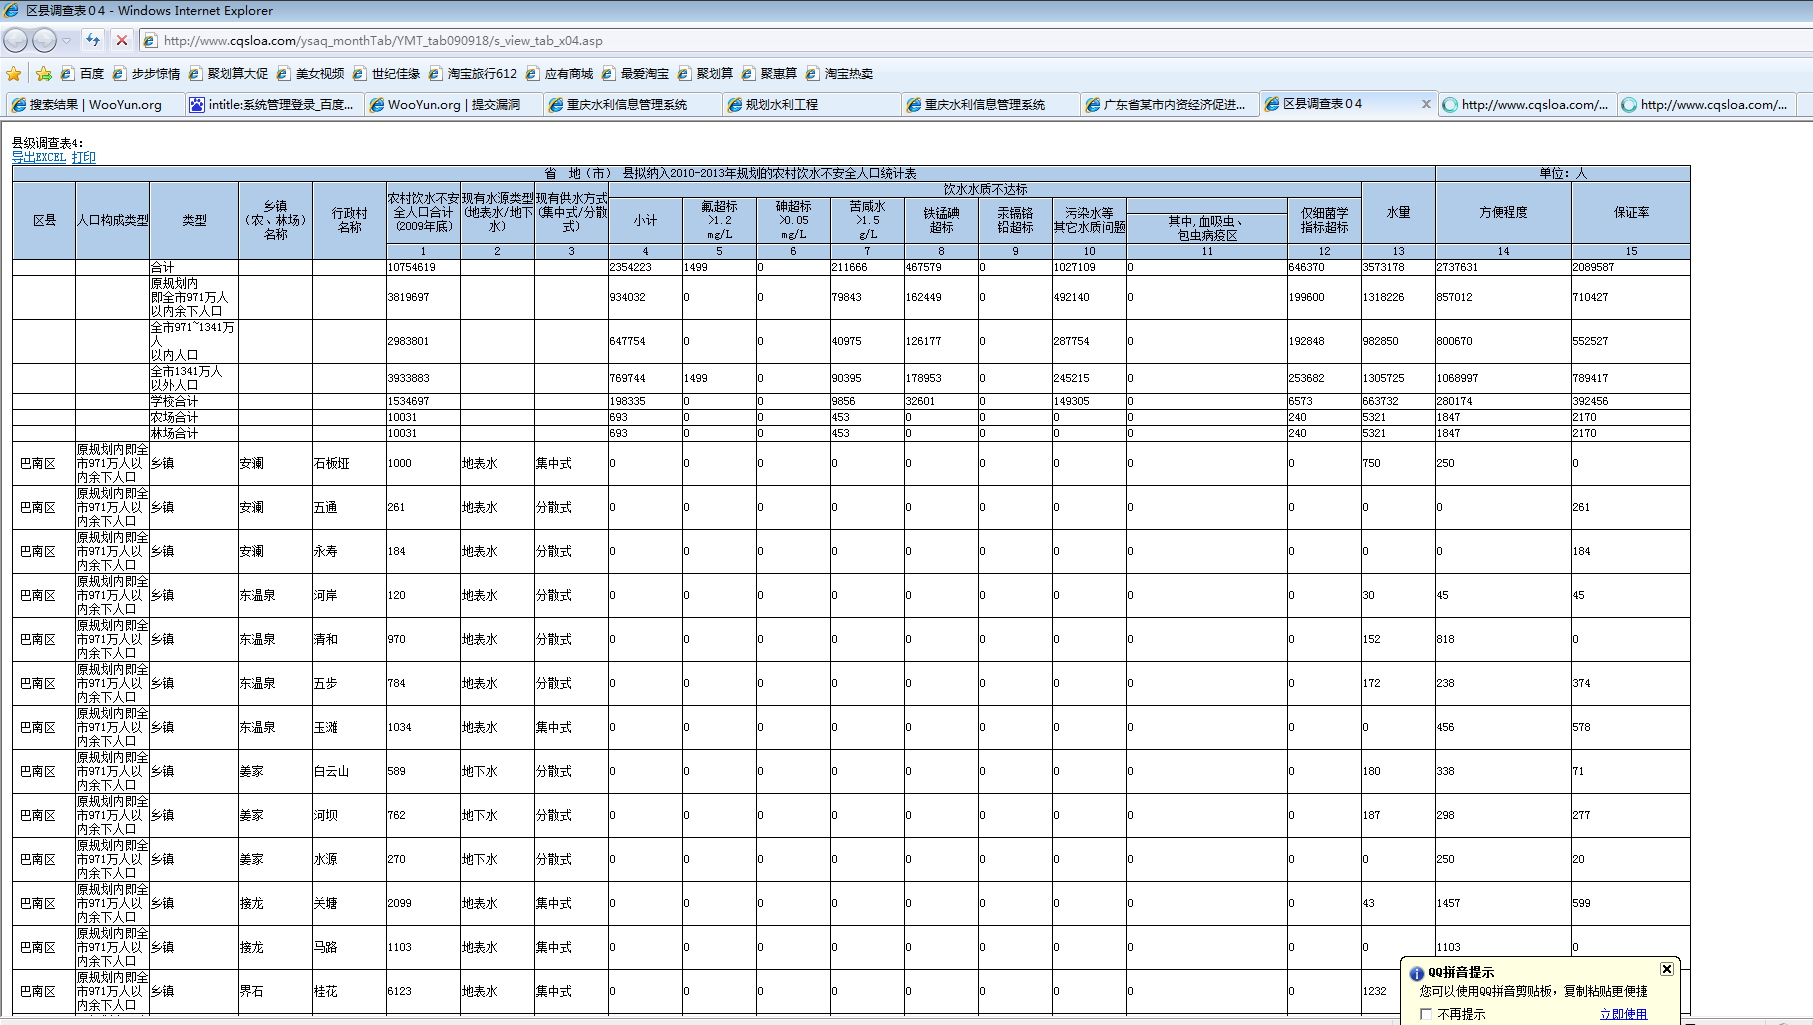 区县调查表04 - Windows Internet Explorer
http://www.cqsloa.com/ysaq_monthTab/YMT_tab090918/s_view_tab_x04.asp
百度 步步惊情 聚划算大促 美女视频 世纪佳缘 淘宝旅行612 应有商城 最爱淘宝 聚划算 聚惠算 淘宝热卖
搜索结果 | WooYun.org intitle:系统管理登录_百度... WooYun.org | 提交漏洞 重庆水利信息管理系统 规划水利工程 重庆水利信息管理系统 广东省某市内资经济促进... 区县调查表04 http://www.cqsloa.com/... http://www.cqsloa.com/...
县级调查表4:
导出EXCEL 打印
省 地（市） 县拟纳入2010-2013年规划的农村饮水不安全人口统计表 单位：人
区县 人口构成类型 类型 乡镇（农、林场）名称 行政村名称 农村饮水不安全人口合计(2009年底) 现有水源类型(地表水/地下水) 现有供水方式(集中式/分散式) 饮水水质不达标 水量 方便程度 保证率
小计 氟超标>1.2mg/L 砷超标>0.05mg/L 苦咸水>1.5g/L 铁锰碘超标 汞镉铬铅超标 污染水等其它水质问题 其中,血吸虫、包虫病疫区 仅细菌学指标超标
1 2 3 4 5 6 7 8 9 10 11 12 13 14 15
合计 10754619 2354223 1499 0 211666 467579 0 1027109 0 646370 3573178 2737631 2089587
原规划内即全市971万人以内余下人口 3819697 934032 0 0 79843 162449 0 492140 0 199600 1318226 857012 710427
全市971~1341万人以内人口 2983801 647754 0 0 40975 126177 0 287754 0 192848 982850 800670 552527
全市1341万人以外人口 3933883 769744 1499 0 90395 178953 0 245215 0 253682 1305725 1068997 789417
学校合计 1534697 198335 0 0 9856 32601 0 149305 0 6573 663732 280174 392456
农场合计 10031 693 0 0 453 0 0 0 0 240 5321 1847 2170
林场合计 10031 693 0 0 453 0 0 0 0 240 5321 1847 2170
巴南区 原规划内即全市971万人以内余下人口 乡镇 安澜 石板垭 1000 地表水 集中式 0 0 0 0 0 0 0 0 0 750 250 0
巴南区 原规划内即全市971万人以内余下人口 乡镇 安澜 五通 261 地表水 分散式 0 0 0 0 0 0 0 0 0 0 0 261
巴南区 原规划内即全市971万人以内余下人口 乡镇 安澜 永寿 184 地表水 分散式 0 0 0 0 0 0 0 0 0 0 0 184
巴南区 原规划内即全市971万人以内余下人口 乡镇 东温泉 河岸 120 地表水 分散式 0 0 0 0 0 0 0 0 0 30 45 45
巴南区 原规划内即全市971万人以内余下人口 乡镇 东温泉 清和 970 地表水 分散式 0 0 0 0 0 0 0 0 0 152 818 0
巴南区 原规划内即全市971万人以内余下人口 乡镇 东温泉 五步 784 地表水 分散式 0 0 0 0 0 0 0 0 0 172 238 374
巴南区 原规划内即全市971万人以内余下人口 乡镇 东温泉 玉滩 1034 地表水 集中式 0 0 0 0 0 0 0 0 0 0 456 578
巴南区 原规划内即全市971万人以内余下人口 乡镇 姜家 白云山 589 地下水 分散式 0 0 0 0 0 0 0 0 0 180 338 71
巴南区 原规划内即全市971万人以内余下人口 乡镇 姜家 河坝 762 地下水 分散式 0 0 0 0 0 0 0 0 0 187 298 277
巴南区 原规划内即全市971万人以内余下人口 乡镇 姜家 水源 270 地下水 分散式 0 0 0 0 0 0 0 0 0 0 250 20
巴南区 原规划内即全市971万人以内余下人口 乡镇 接龙 关塘 2099 地表水 集中式 0 0 0 0 0 0 0 0 0 43 1457 599
巴南区 原规划内即全市971万人以内余下人口 乡镇 接龙 马路 1103 地表水 集中式 0 0 0 0 0 0 0 0 0 0 1103 0
巴南区 原规划内即全市971万人以内余下人口 乡镇 界石 桂花 6123 地表水 集中式 0 0 0 0 0 0 0 0 0 1232
QQ拼音提示
您可以使用QQ拼音剪贴板，复制粘贴更便捷
不再提示 立即使用